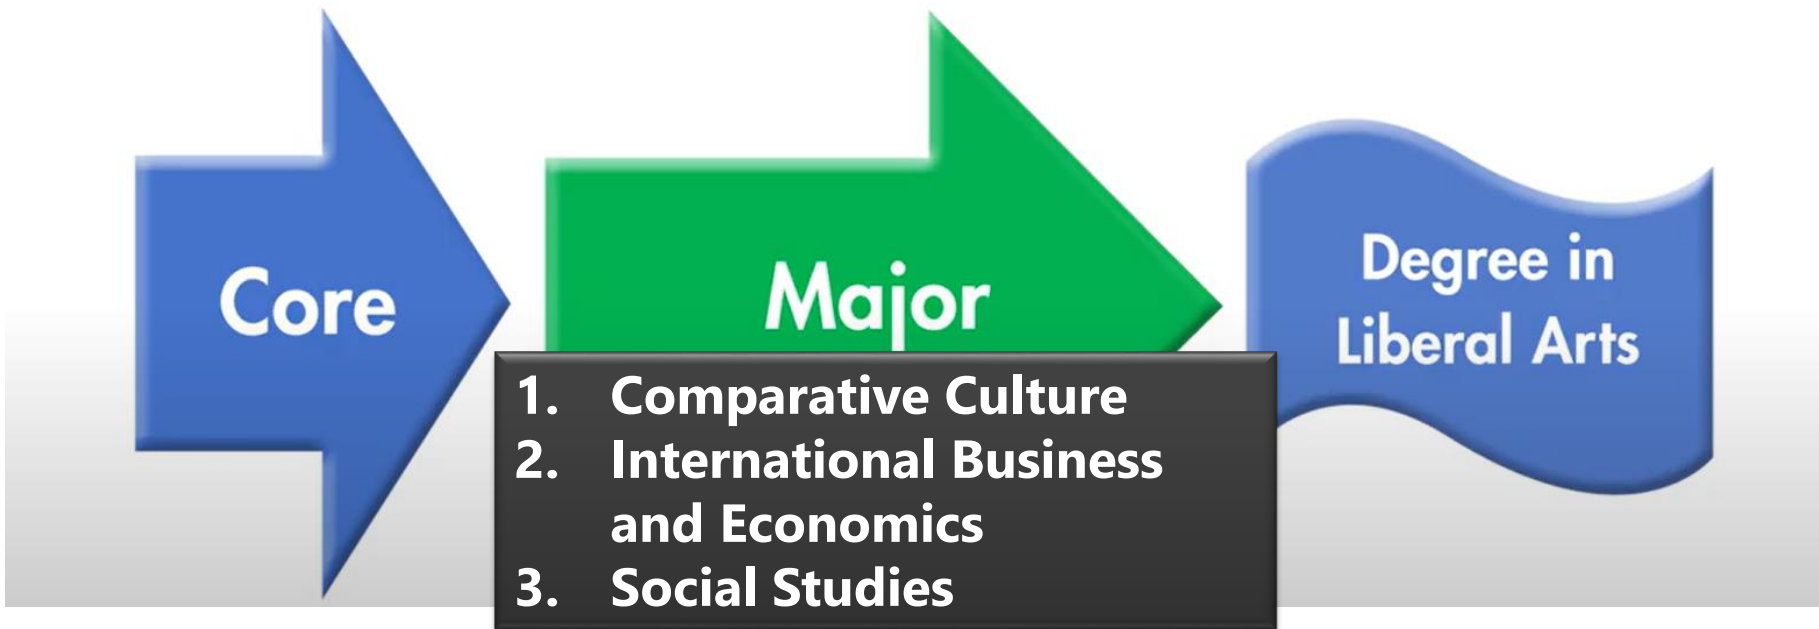 Core
Major
Degree in
Liberal Arts
1. Comparative Culture
2. International Business
and Economics
3. Social Studies